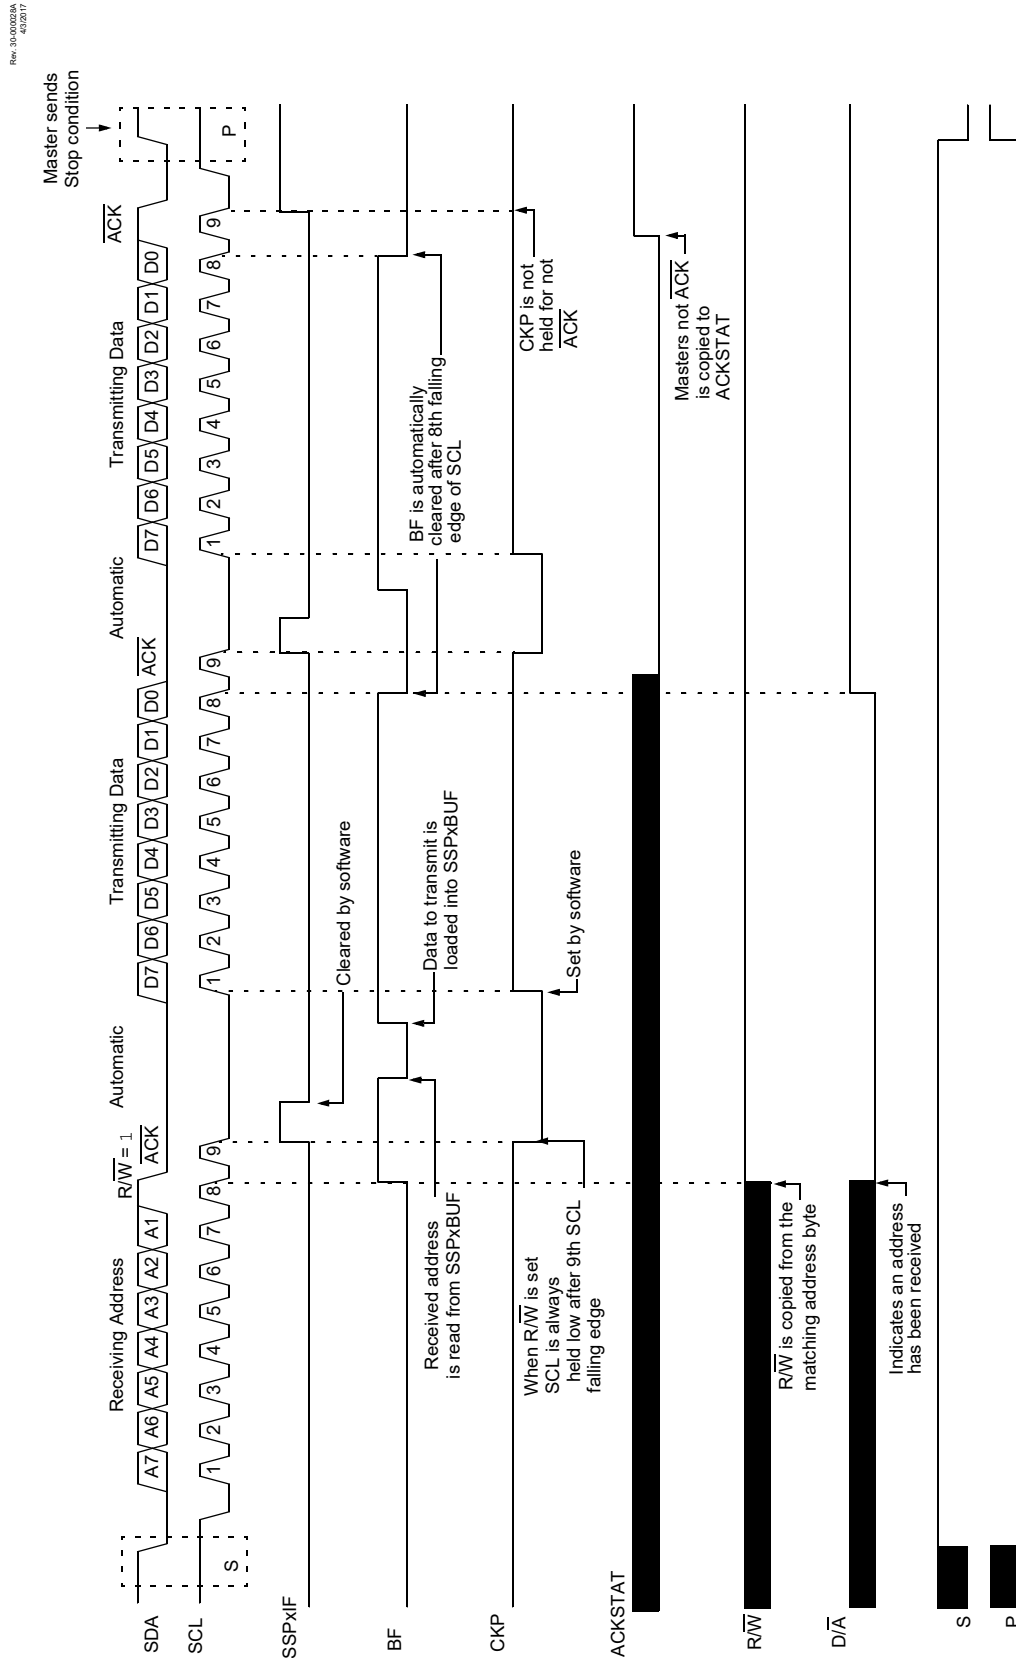 Rev. 30-000028A
4/3/2017
Master sends
Stop condition
Receiving Address
R/W = 1
Automatic
Transmitting Data
Automatic
Transmitting Data
ACK
ACK
ACK
SDA
A7 A6 A5 A4 A3 A2 A1
D7 D6 D5 D4 D3 D2 D1 D0
D7 D6 D5 D4 D3 D2 D1 D0
SCL
S
1 2 3 4 5 6 7 8 9
1 2 3 4 5 6 7 8 9
1 2 3 4 5 6 7 8 9
P
SSPxIF
Cleared by software
BF
Received address
is read from SSPxBUF
Data to transmit is
loaded into SSPxBUF
BF is automatically
cleared after 8th falling
edge of SCL
CKP
When R/W is set
SCL is always
held low after 9th SCL
falling edge
Set by software
CKP is not
held for not
ACK
ACKSTAT
Masters not ACK
is copied to
ACKSTAT
R/W
R/W is copied from the
matching address byte
D/A
Indicates an address
has been received
S
P